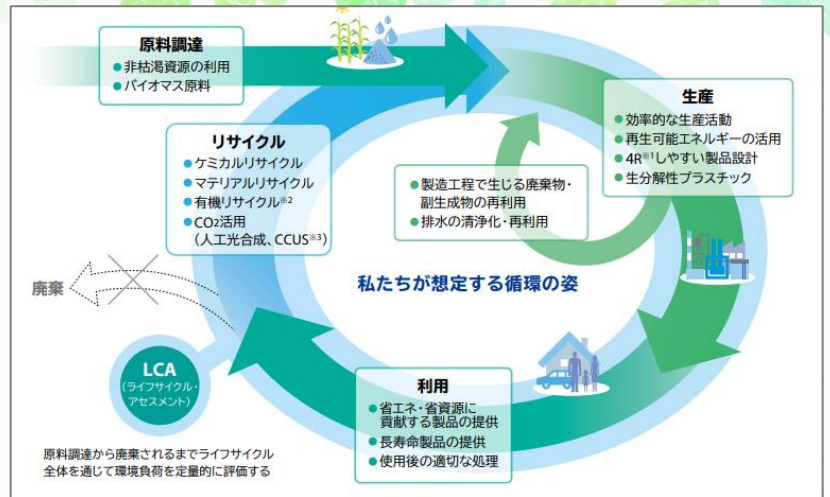 原料調達
●非枯渇資源の利用
●バイオマス原料
生産
●効率的な生産活動
●再生可能エネルギーの活用
●4R※1しやすい製品設計
●生分解性プラスチック
リサイクル
●ケミカルリサイクル
●マテリアルリサイクル
●有機リサイクル※2
●CO2活用
（人工光合成、CCUS※3）
●製造工程で生じる廃棄物・
副生成物の再利用
●排水の清浄化・再利用
私たちが想定する循環の姿
廃棄
LCA
（ライフサイクル・
アセスメント）
利用
●省エネ・省資源に
貢献する製品の提供
●長寿命製品の提供
●使用後の適切な処理
原料調達から廃棄されるまでライフサイクル
全体を通じて環境負荷を定量的に評価する